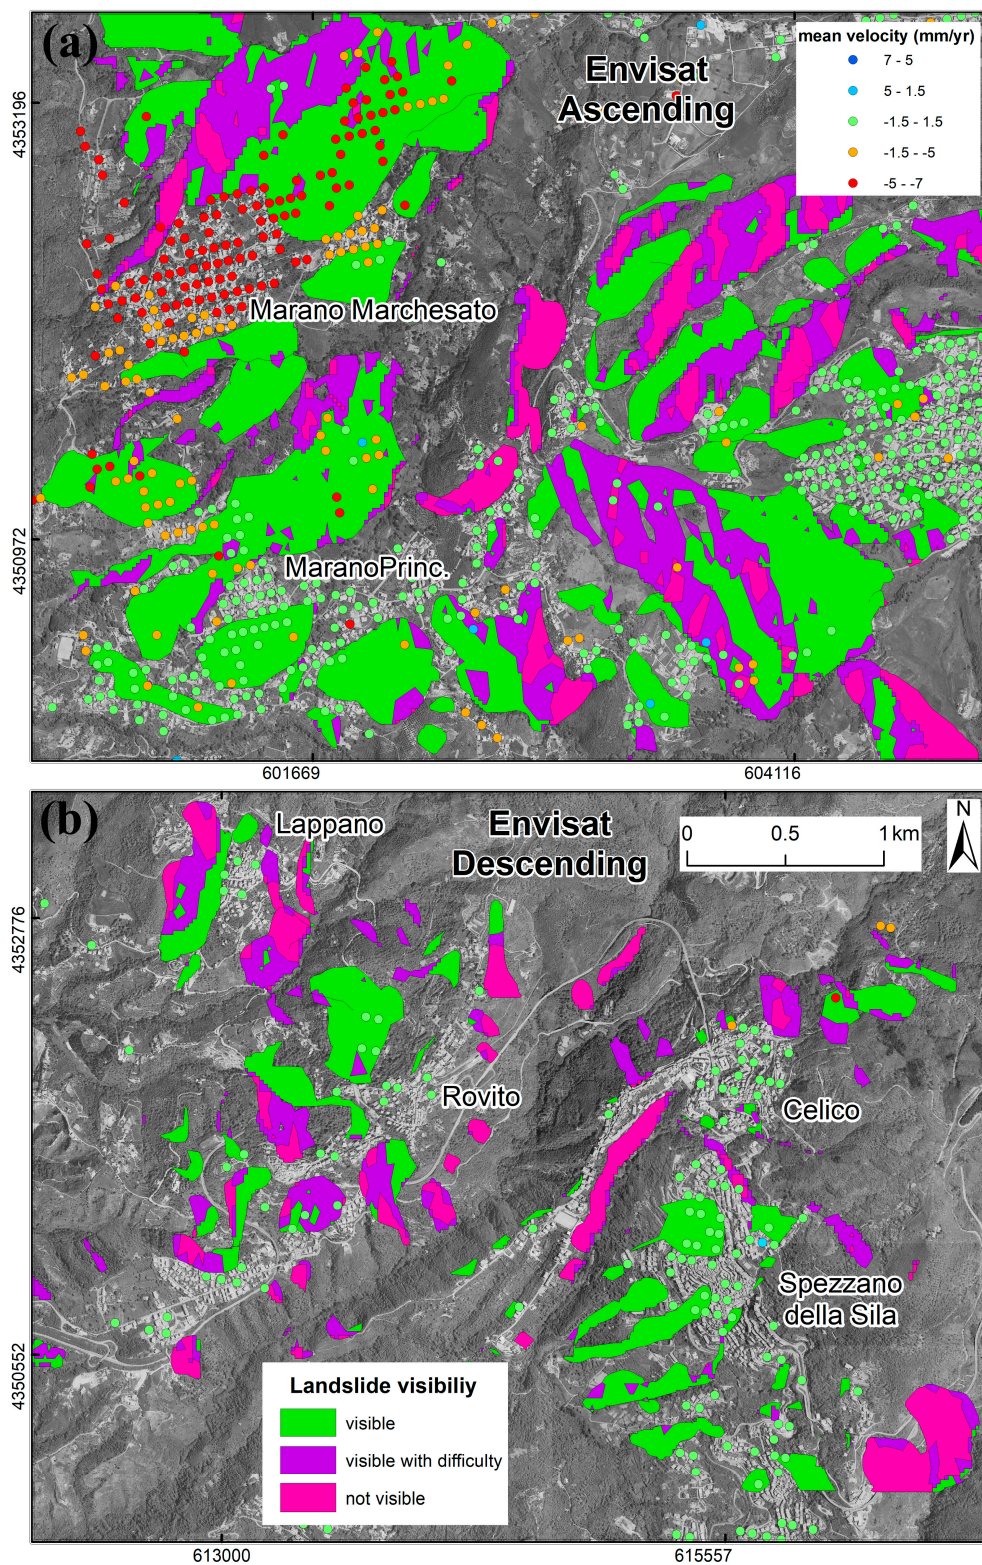 (a)
Envisat
Ascending
mean velocity (mm/yr)
7 - 5
5 - 1.5
-1.5 - 1.5
-1.5 - -5
-5 - -7
4353196
Marano Marchesato
4350972
MaranoPrinc.
601669
604116
(b)
Lappano
Envisat
Descending
0
0.5
1 km
N
4352776
Rovito
Celico
Spezzano
della Sila
4350552
Landslide visibiliy
visible
visible with difficulty
not visible
613000
615557